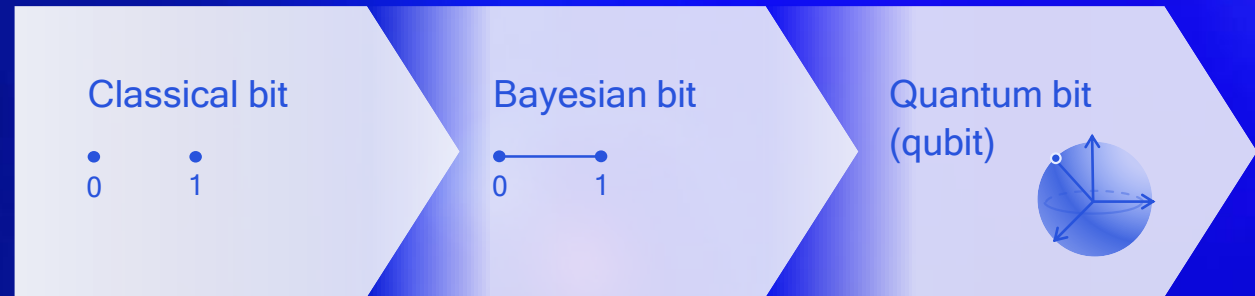 Classical bit
0 1
Bayesian bit
0 1
Quantum bit
(qubit)